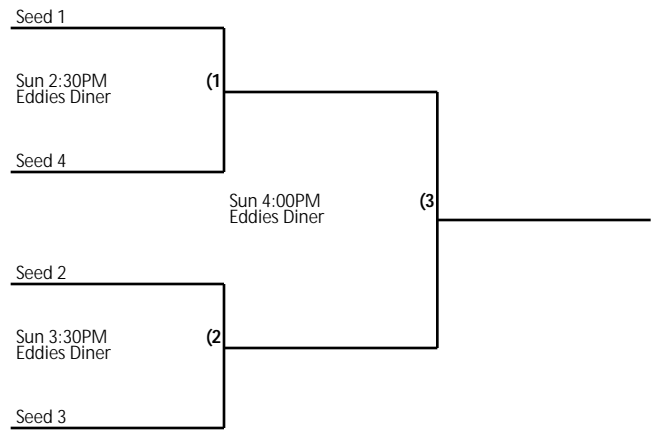 Seed 1
Sun 2:30PM
Eddies Diner
(1
Seed 4
Sun 4:00PM
Eddies Diner
(3
Seed 2
Sun 3:30PM
Eddies Diner
(2
Seed 3